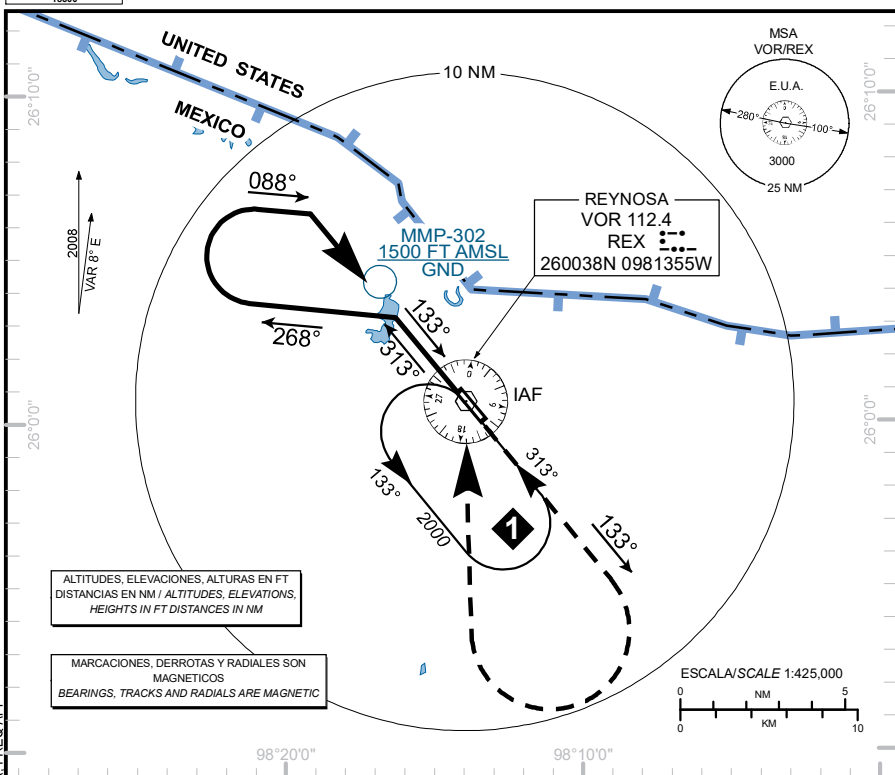 UNITED STATES
MEXICO
10 NM
MSA
VOR/REX
E.U.A.
280°
100°
3000
25 NM
26°10'0"
26°10'0"
2008
VAR 8° E
088°
MMP-302
1500 FT AMSL
GND
REYNOSA
VOR 112.4
REX
260038N 0981355W
133°
268°
313°
0
9
18
27
IAF
26°0'0"
26°0'0"
133°
2000
1
313°
133°
ALTITUDES, ELEVACIONES, ALTURAS EN FT
DISTANCIAS EN NM / ALTITUDES, ELEVATIONS,
HEIGHTS IN FT DISTANCES IN NM
MARCACIONES, DERROTAS Y RADIALES SON
MAGNETICOS
BEARINGS, TRACKS AND RADIALS ARE MAGNETIC
ESCALA/SCALE 1:425,000
0 NM 5
0 KM 10
98°20'0"
98°10'0"